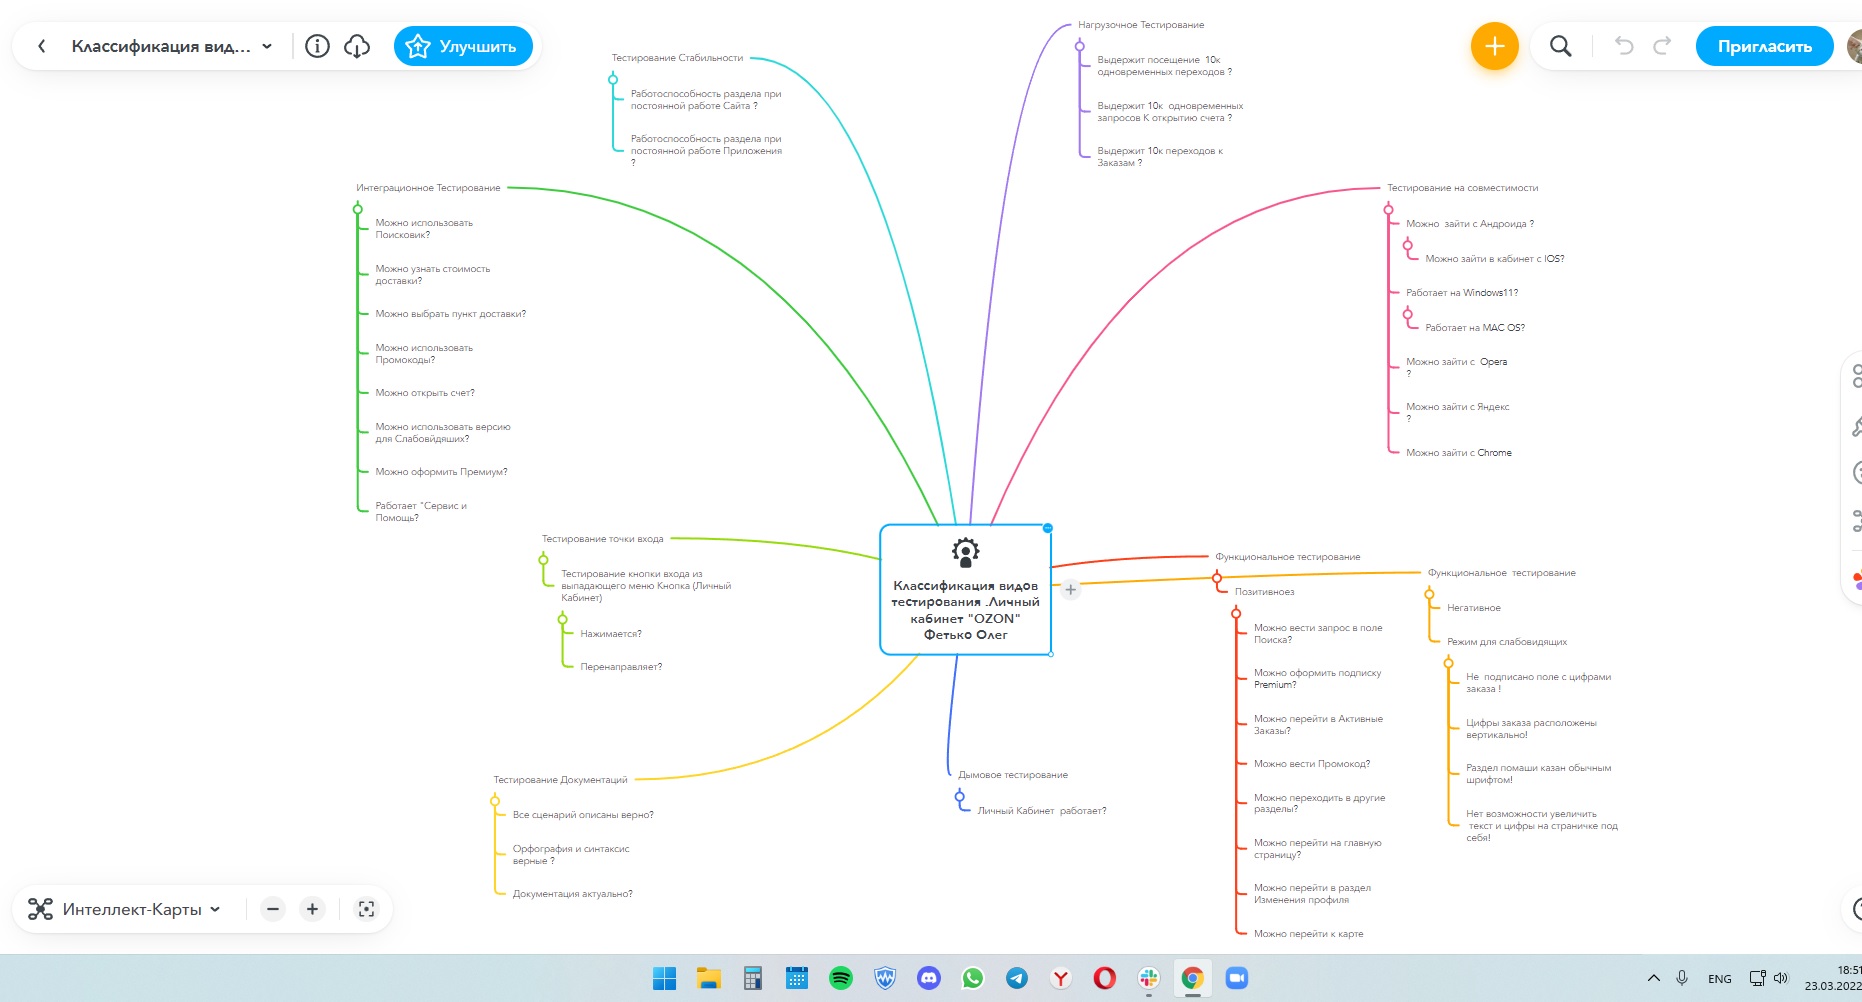 Классификация вид...
Улучшить
Пригласить
Нагрузочное Тестирование
Выдержит посещение 10к
одновременных переходов ?
Выдержит 10к одновременных
запросов К открытию счета ?
Выдержит 10к переходов к
Заказам ?
Тестирование Стабильности
Работоспособность раздела при
постоянной работе Сайта ?
Работоспособность раздела при
постоянной работе Приложения
?
Интеграционное Тестирование
Можно использовать
Поисковик?
Можно узнать стоимость
доставки?
Можно выбрать пункт доставки?
Можно использовать
Промокоды?
Можно открыть счет?
Можно использовать версию
для Слабовйдяших?
Можно оформить Премиум?
Работает "Сервис и
Помощь?
Тестирование на совместимости
Можно зайти с Андроида ?
Можно зайти в кабинет с IOS?
Работает на Windows11?
Работает на MAC OS?
Можно зайти с Opera
?
Можно зайти с Яндекс
?
Можно зайти с Chrome
Тестирование точки входа
Тестирование кнопки входа из
выпадающего меню Кнопка (Личный
Кабинет)
Нажимается?
Перенаправляет?
Классификация видов
тестирования .Личный
кабинет "OZON"
Фетько Олег
Функциональное тестирование
Позитивноез
Можно вести запрос в поле
Поиска?
Можно оформить подписку
Premium?
Можно перейти в Активные
Заказы?
Можно вести Промокод?
Можно переходить в другие
разделы?
Можно перейти на главную
страницу?
Можно перейти в раздел
Изменения профиля
Можно перейти к карте
Функциональное тестирование
Негативное
Режим для слабовидящих
Не подписано поле с цифрами
заказа !
Цифры заказа расположены
вертикально!
Раздел помаши казан обычным
шрифтом!
Нет возможности увеличить
текст и цифры на страничке под
себя!
Тестирование Документаций
Все сценарий описаны верно?
Орфография и синтаксис
верные ?
Документация актуально?
Дымовое тестирование
Личный Кабинет работает?
Интеллект-Карты
ENG
18:51
23.03.2022